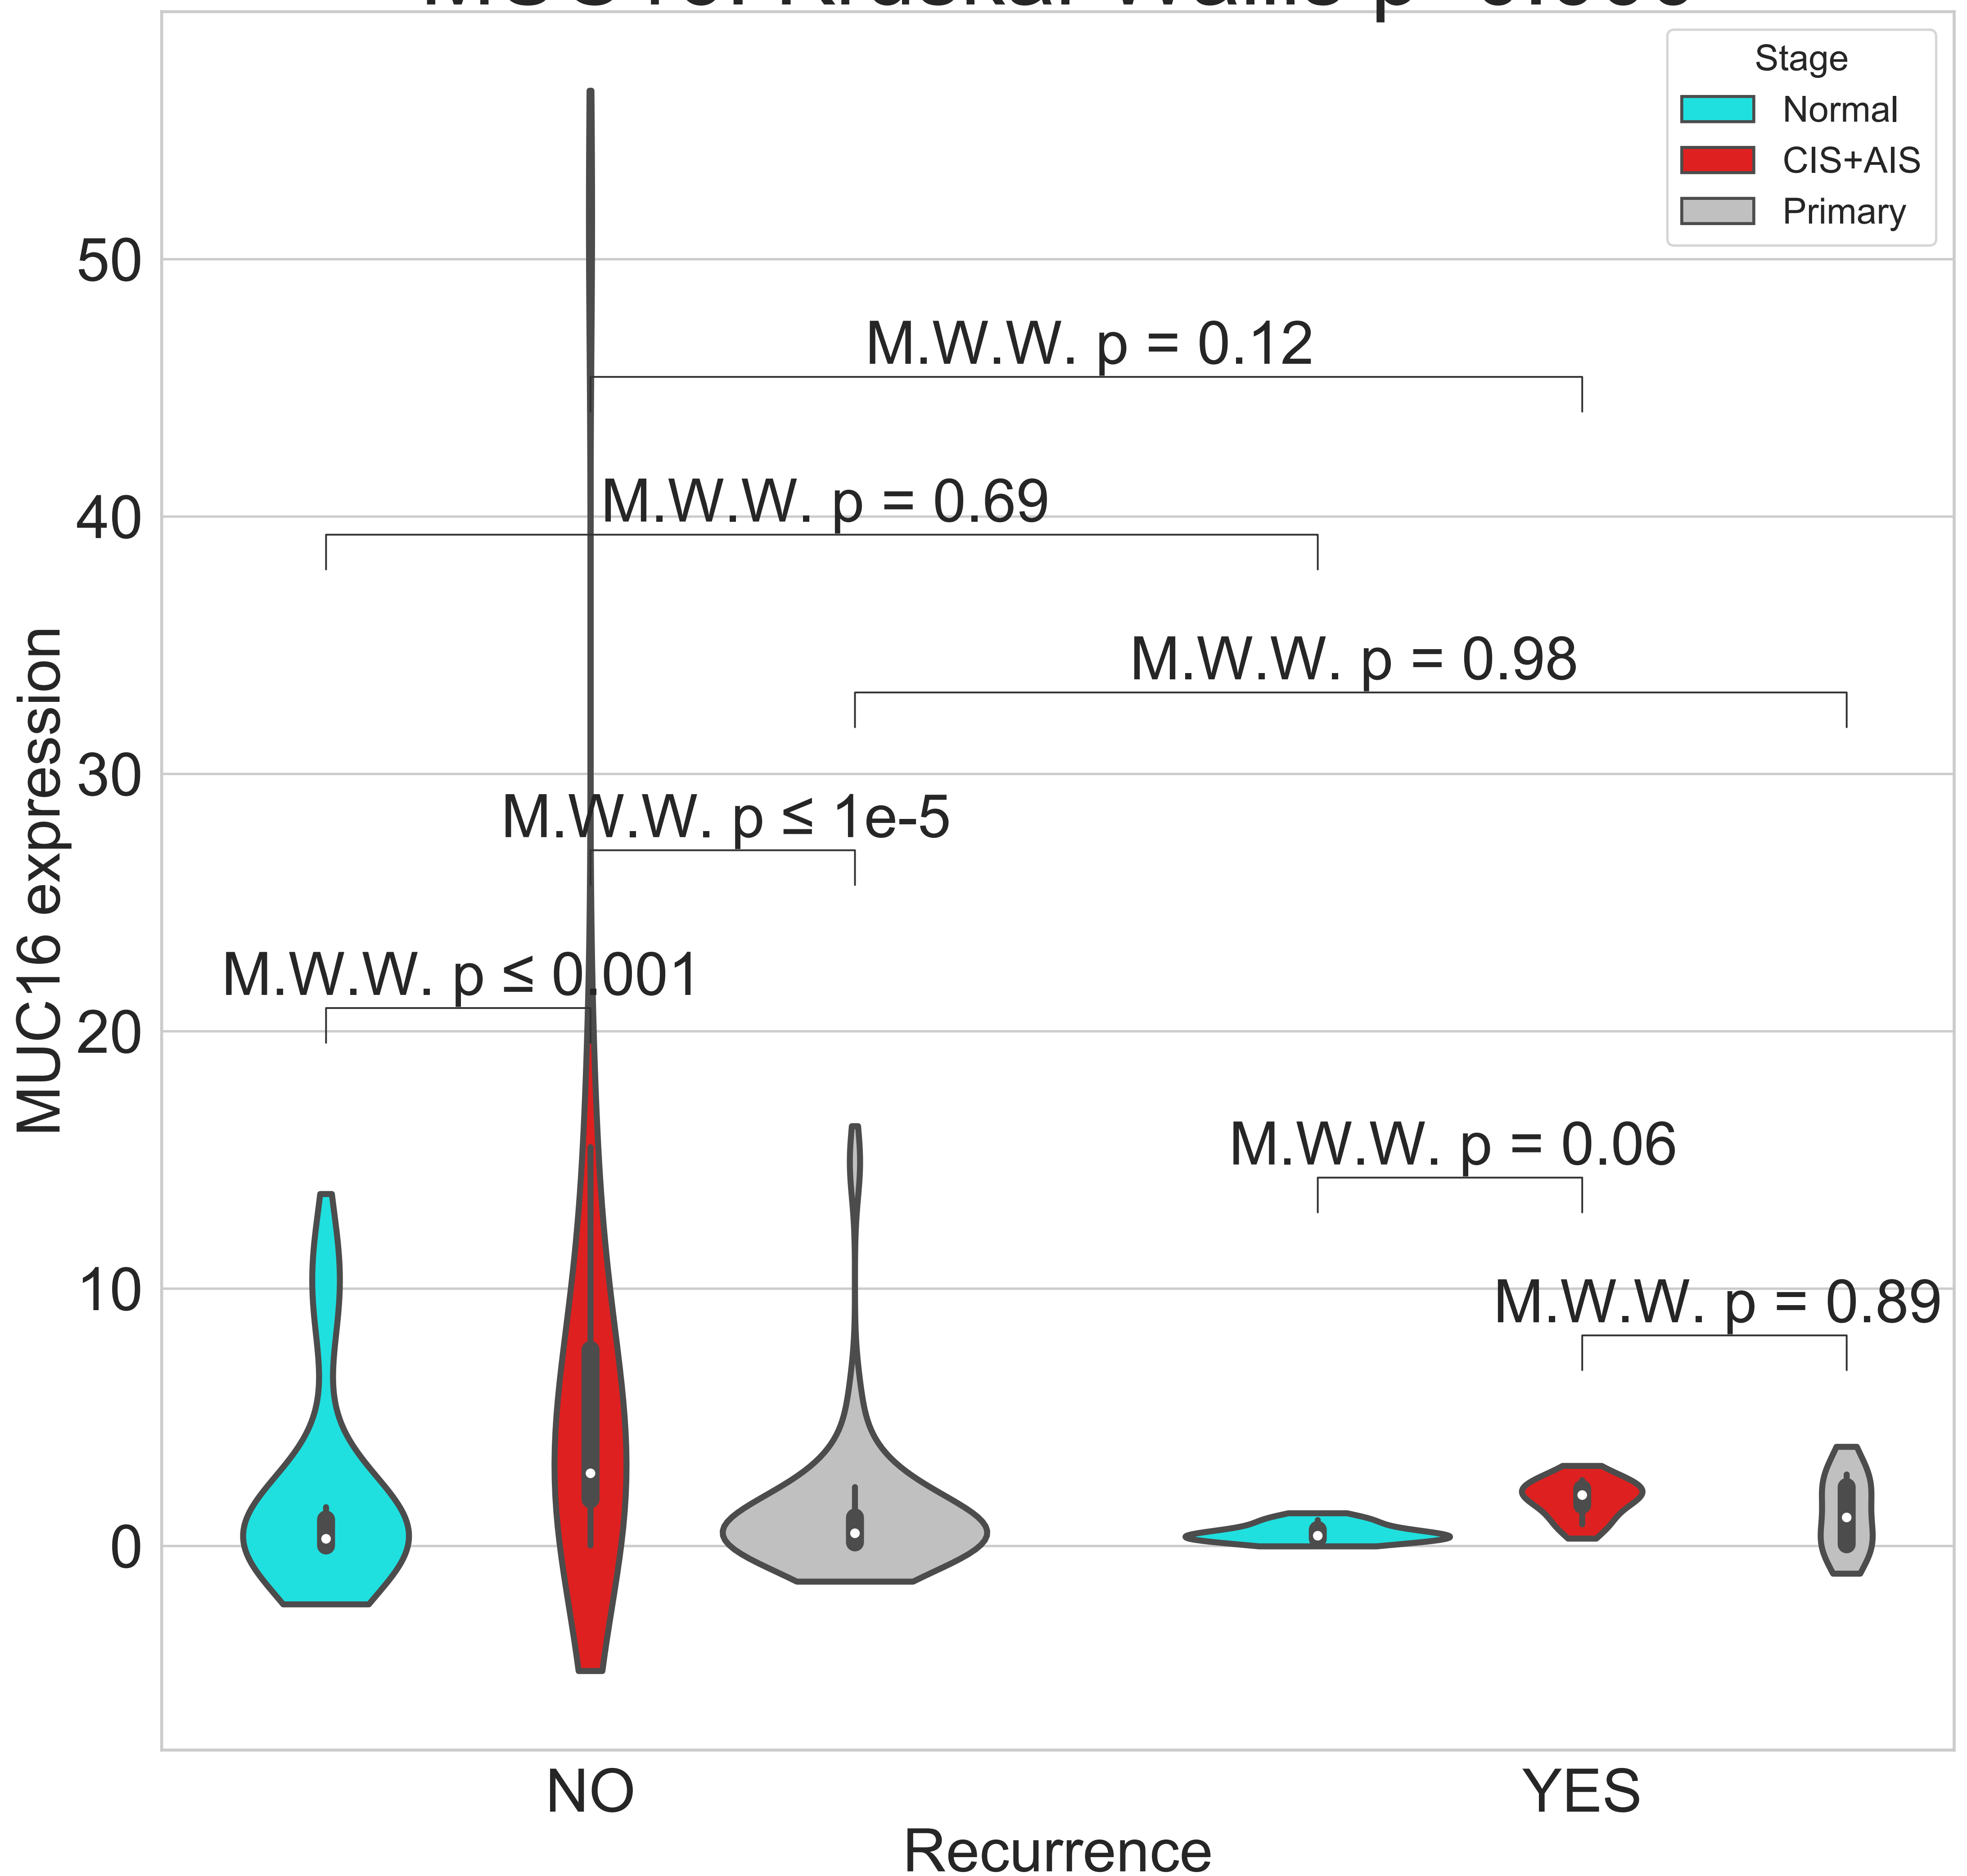 Stage
Normal
CIS+AIS
Primary
50
M.W.W. p = 0.12
M.W.W. p = 0.69
40
M.W.W. p = 0.98
30
M.W.W. p ≤ 1e-5
M.W.W. p ≤ 0.001
20
M.W.W. p = 0.06
10
M.W.W. p = 0.89
0
MUC16 expression
NO
YES
Recurrence